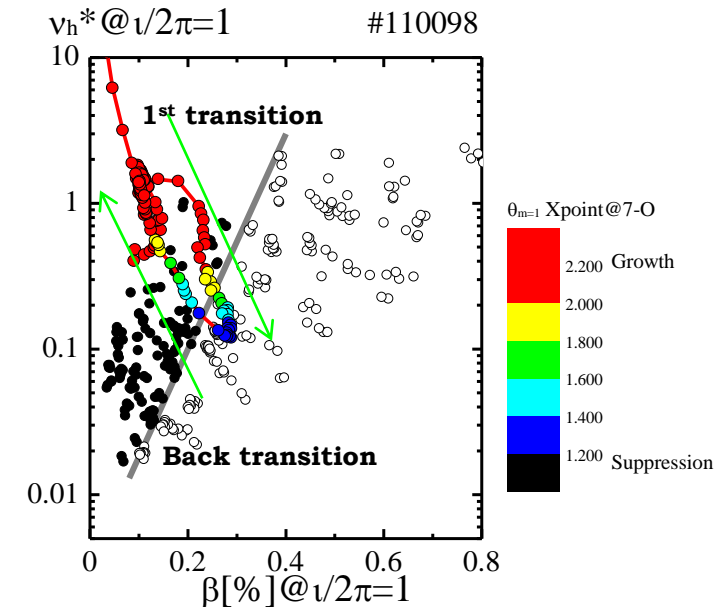 νh*@ι/2π=1 #110098
10
1st transition
1
0.1
0.01
Back transition
0 0.2 0.4 0.6 0.8
β[%]@ι/2π=1
θm=1 Xpoint@7-O
2.200 Growth
2.000
1.800
1.600
1.400
1.200 Suppression